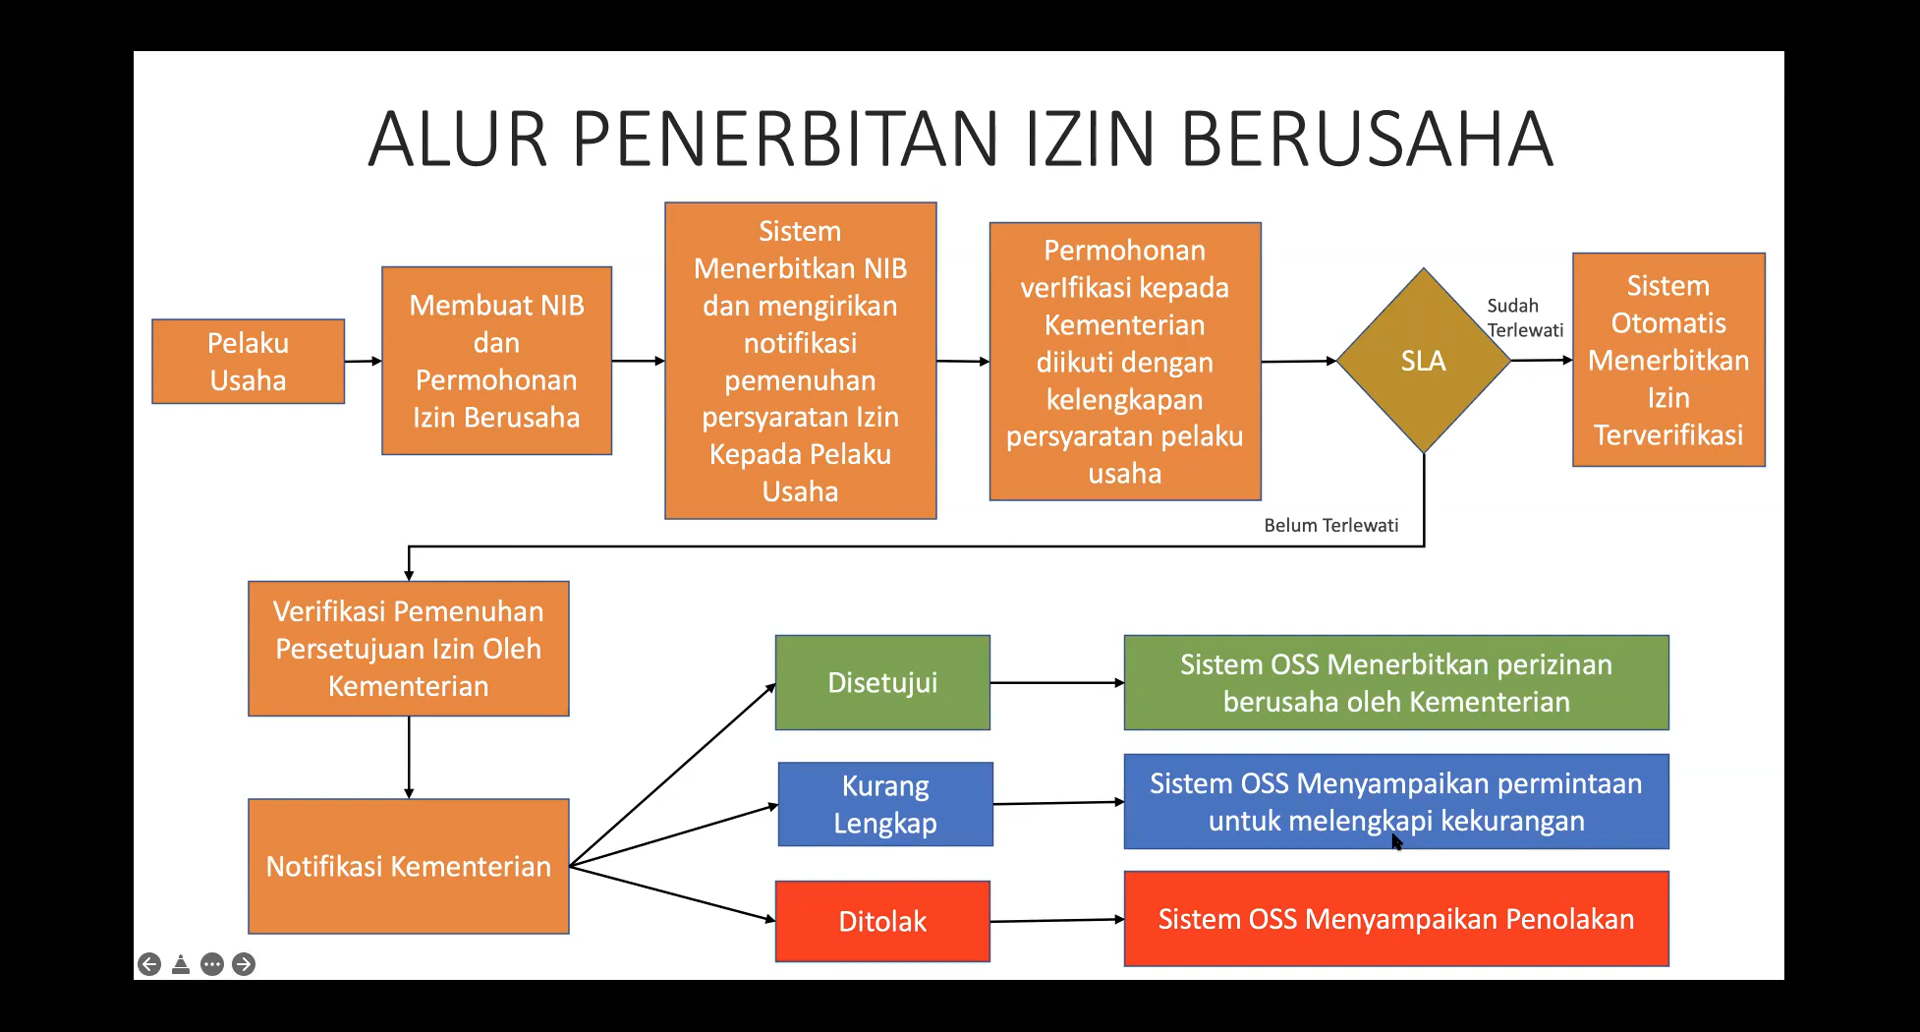 ALUR PENERBITAN IZIN BERUSAHA
Pelaku
Usaha
Membuat NIB
dan
Permohonan
Izin Berusaha
Sistem
Menerbitkan NIB
dan mengirikan
notifikasi
pemenuhan
persyaratan Izin
Kepada Pelaku
Usaha
Permohonan
verIfikasi kepada
Kementerian
diikuti dengan
kelengkapan
persyaratan pelaku
usaha
SLA
Sudah
Terlewati
Sistem
Otomatis
Menerbitkan
Izin
Terverifikasi
Belum Terlewati
Verifikasi Pemenuhan
Persetujuan Izin Oleh
Kementerian
Notifikasi Kementerian
Disetujui
Sistem OSS Menerbitkan perizinan
berusaha oleh Kementerian
Kurang
Lengkap
Sistem OSS Menyampaikan permintaan
untuk melengkapi kekurangan
Ditolak
Sistem OSS Menyampaikan Penolakan